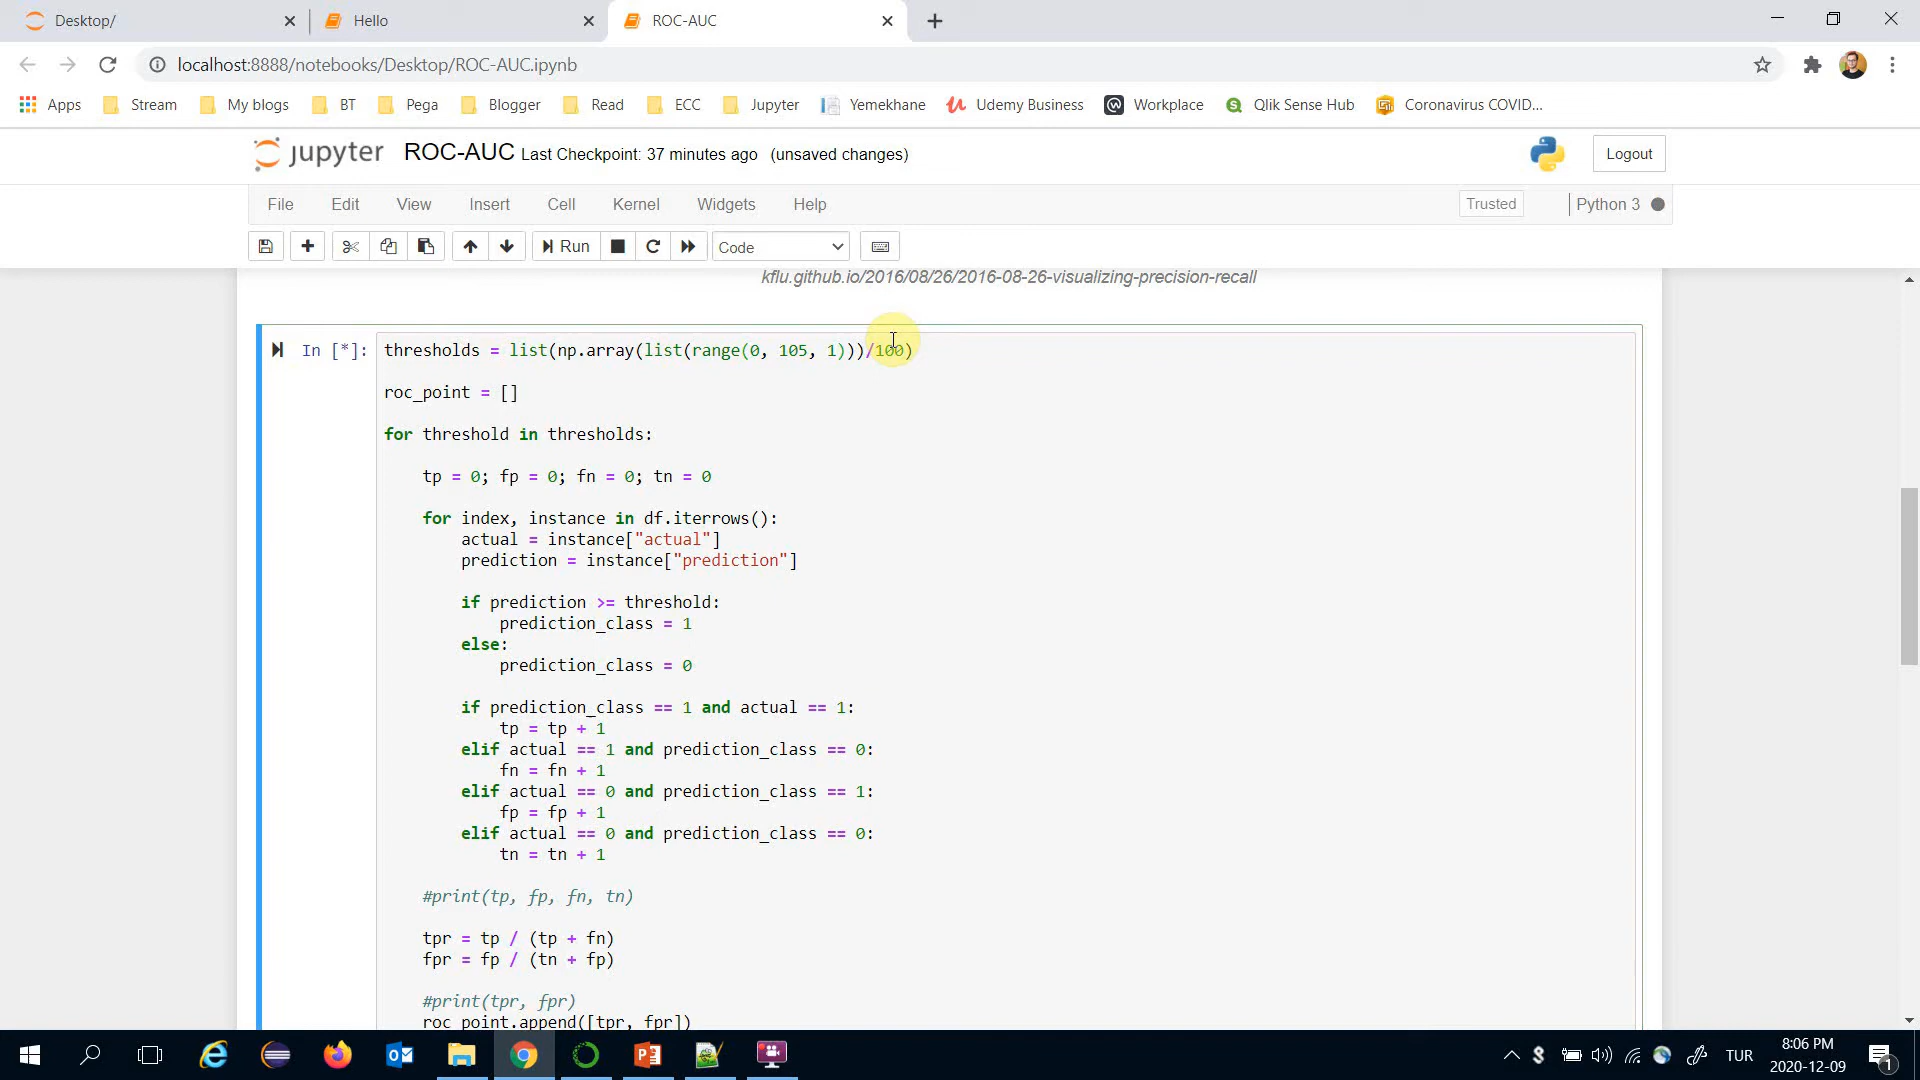 Desktop/
Hello
ROC-AUC
localhost:8888/notebooks/Desktop/ROC-AUC.ipynb
Apps Stream My blogs BT Pega Blogger Read ECC Jupyter Yemekhane Udemy Business Workplace Qlik Sense Hub Coronavirus COVID...
jupyter ROC-AUC Last Checkpoint: 37 minutes ago (unsaved changes)
Logout
File Edit View Insert Cell Kernel Widgets Help
Trusted
Python 3
Run
Code
kflu.github.io/2016/08/26/2016-08-26-visualizing-precision-recall
In [*]: thresholds = list(np.array(list(range(0, 105, 1)))/100)
roc_point = []
for threshold in thresholds:
tp = 0; fp = 0; fn = 0; tn = 0
for index, instance in df.iterrows():
actual = instance["actual"]
prediction = instance["prediction"]
if prediction >= threshold:
prediction_class = 1
else:
prediction_class = 0
if prediction_class == 1 and actual == 1:
tp = tp + 1
elif actual == 1 and prediction_class == 0:
fn = fn + 1
elif actual == 0 and prediction_class == 1:
fp = fp + 1
elif actual == 0 and prediction_class == 0:
tn = tn + 1
#print(tp, fp, fn, tn)
tpr = tp / (tp + fn)
fpr = fp / (tn + fp)
#print(tpr, fpr)
roc_point.append([tpr, fpr])
TUR
8:06 PM
2020-12-09
1